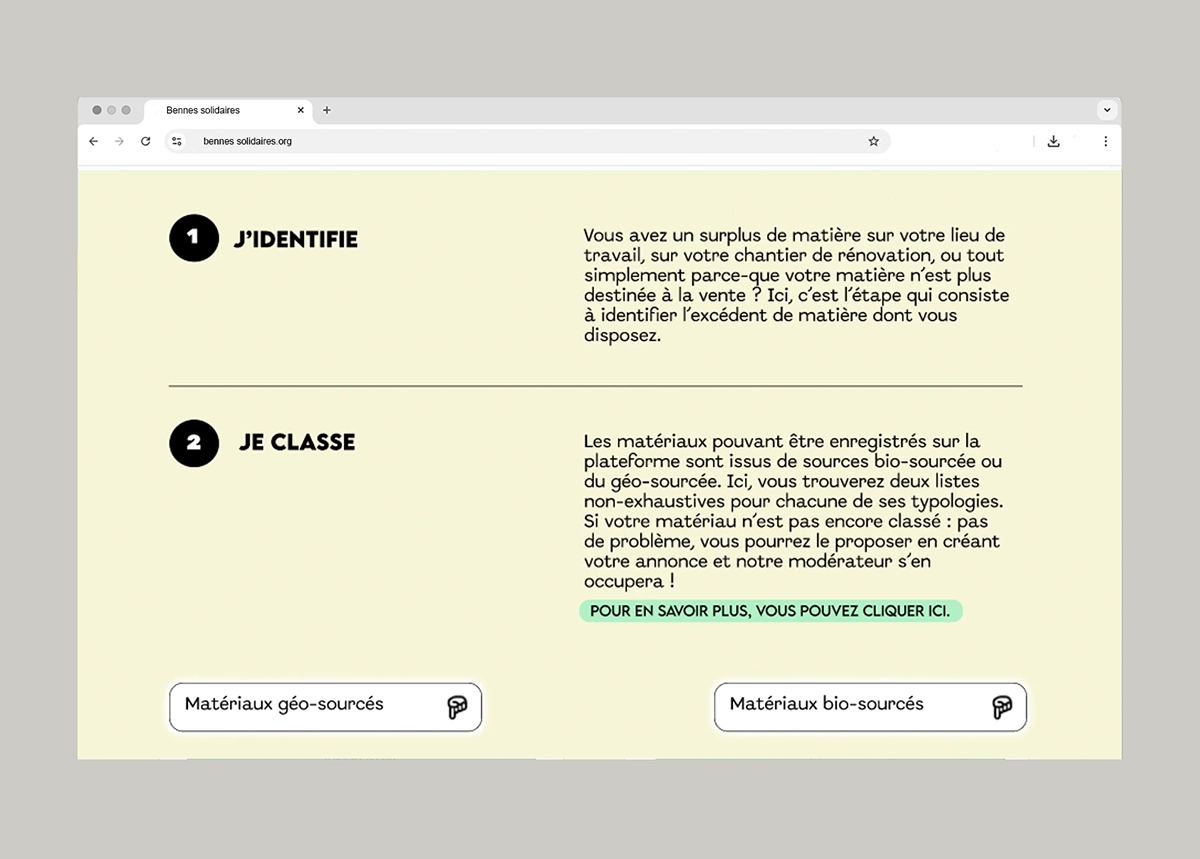 Bennes solidaires
bennes solidaires.org
1
J’IDENTIFIE
Vous avez un surplus de matière sur votre lieu de
travail, sur votre chantier de rénovation, ou tout
simplement parce-que votre matière n’est plus
destinée à la vente ? Ici, c’est l’étape qui consiste
à identifier l’excédent de matière dont vous
disposez.
2
JE CLASSE
Les matériaux pouvant être enregistrés sur la
plateforme sont issus de sources bio-sourcée ou
du géo-sourcée. Ici, vous trouverez deux listes
non-exhaustives pour chacune de ses typologies.
Si votre matériau n’est pas encore classé : pas
de problème, vous pourrez le proposer en créant
votre annonce et notre modérateur s’en
occupera !
POUR EN SAVOIR PLUS, VOUS POUVEZ CLIQUER ICI.
Matériaux géo-sourcés
Matériaux bio-sourcés